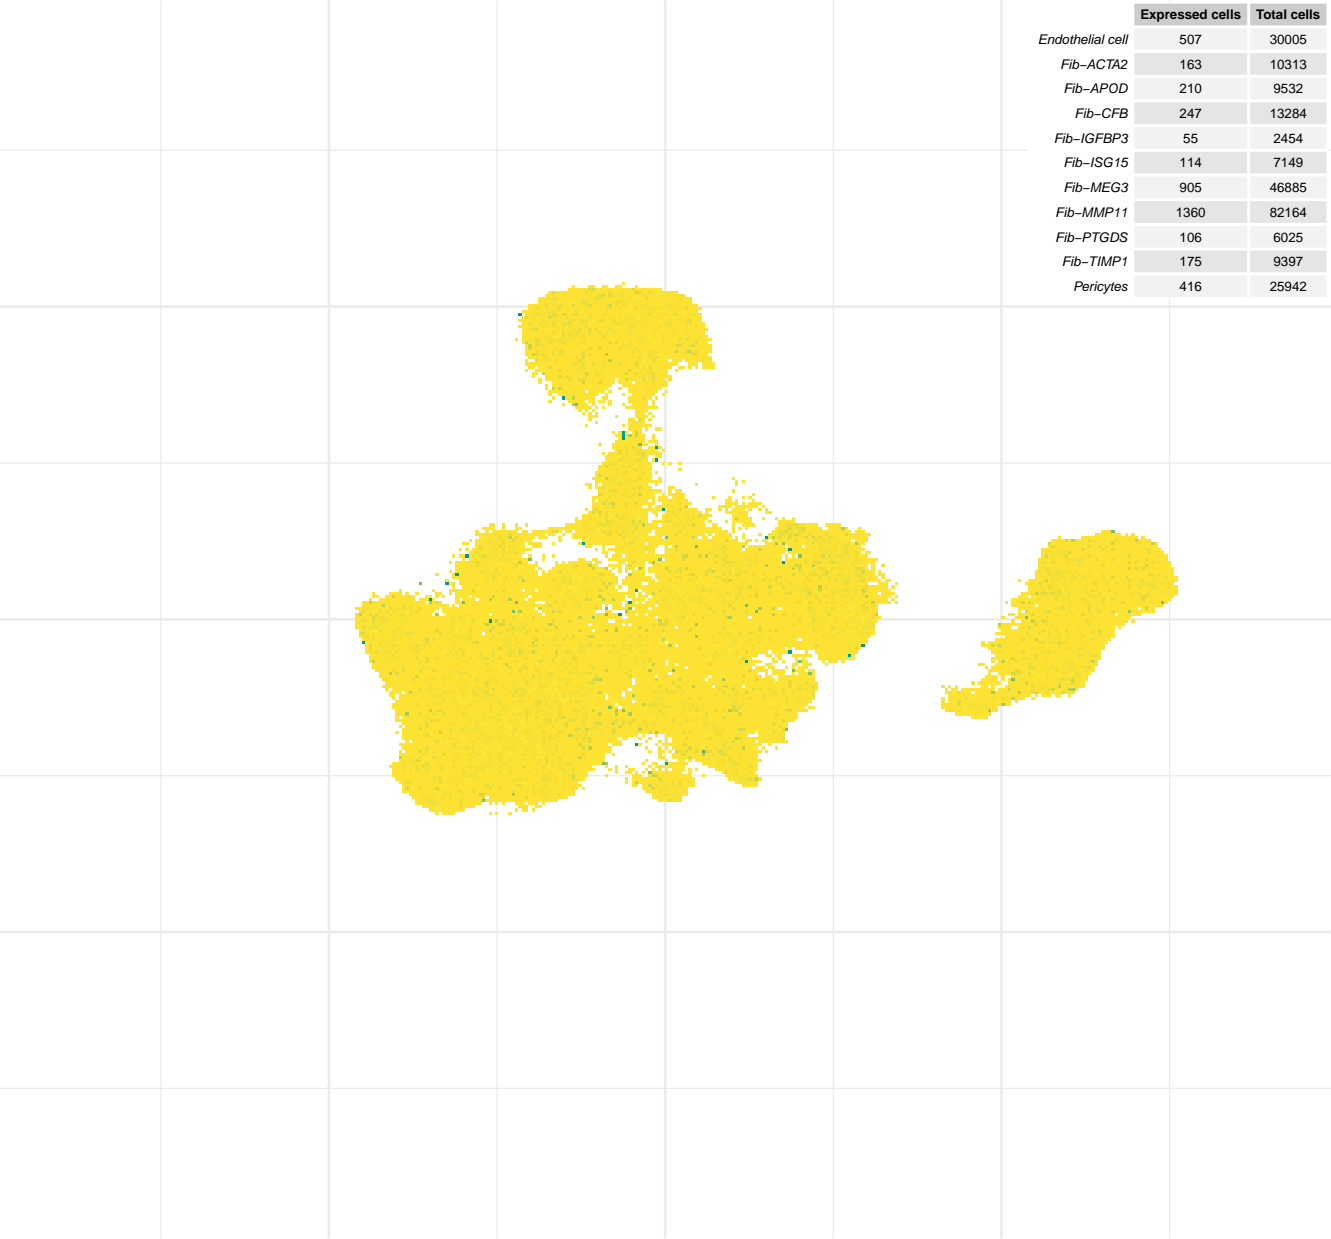 Expressed cells Total cells
Endothelial cell 507 30005
Fib−ACTA2 163 10313
Fib−APOD 210 9532
Fib−CFB 247 13284
Fib−IGFBP3 55 2454
Fib−ISG15 114 7149
Fib−MEG3 905 46885
Fib−MMP11 1360 82164
Fib−PTGDS 106 6025
Fib−TIMP1 175 9397
Pericytes 416 25942